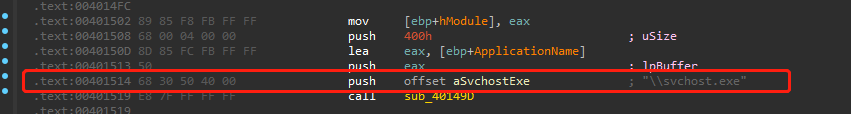 .text:004014FC
.text:00401502 89 85 F8 FB FF FF mov [ebp+hModule], eax
.text:00401508 68 00 04 00 00 push 400h ; uSize
.text:0040150D 8D 85 FC FB FF FF lea eax, [ebp+ApplicationName]
.text:00401513 50 push eax ; lpBuffer
.text:00401514 68 30 50 40 00 push offset aSvchostExe ; "\\svchost.exe"
.text:00401519 E8 7F FF FF FF call sub_40149D
.text:00401519